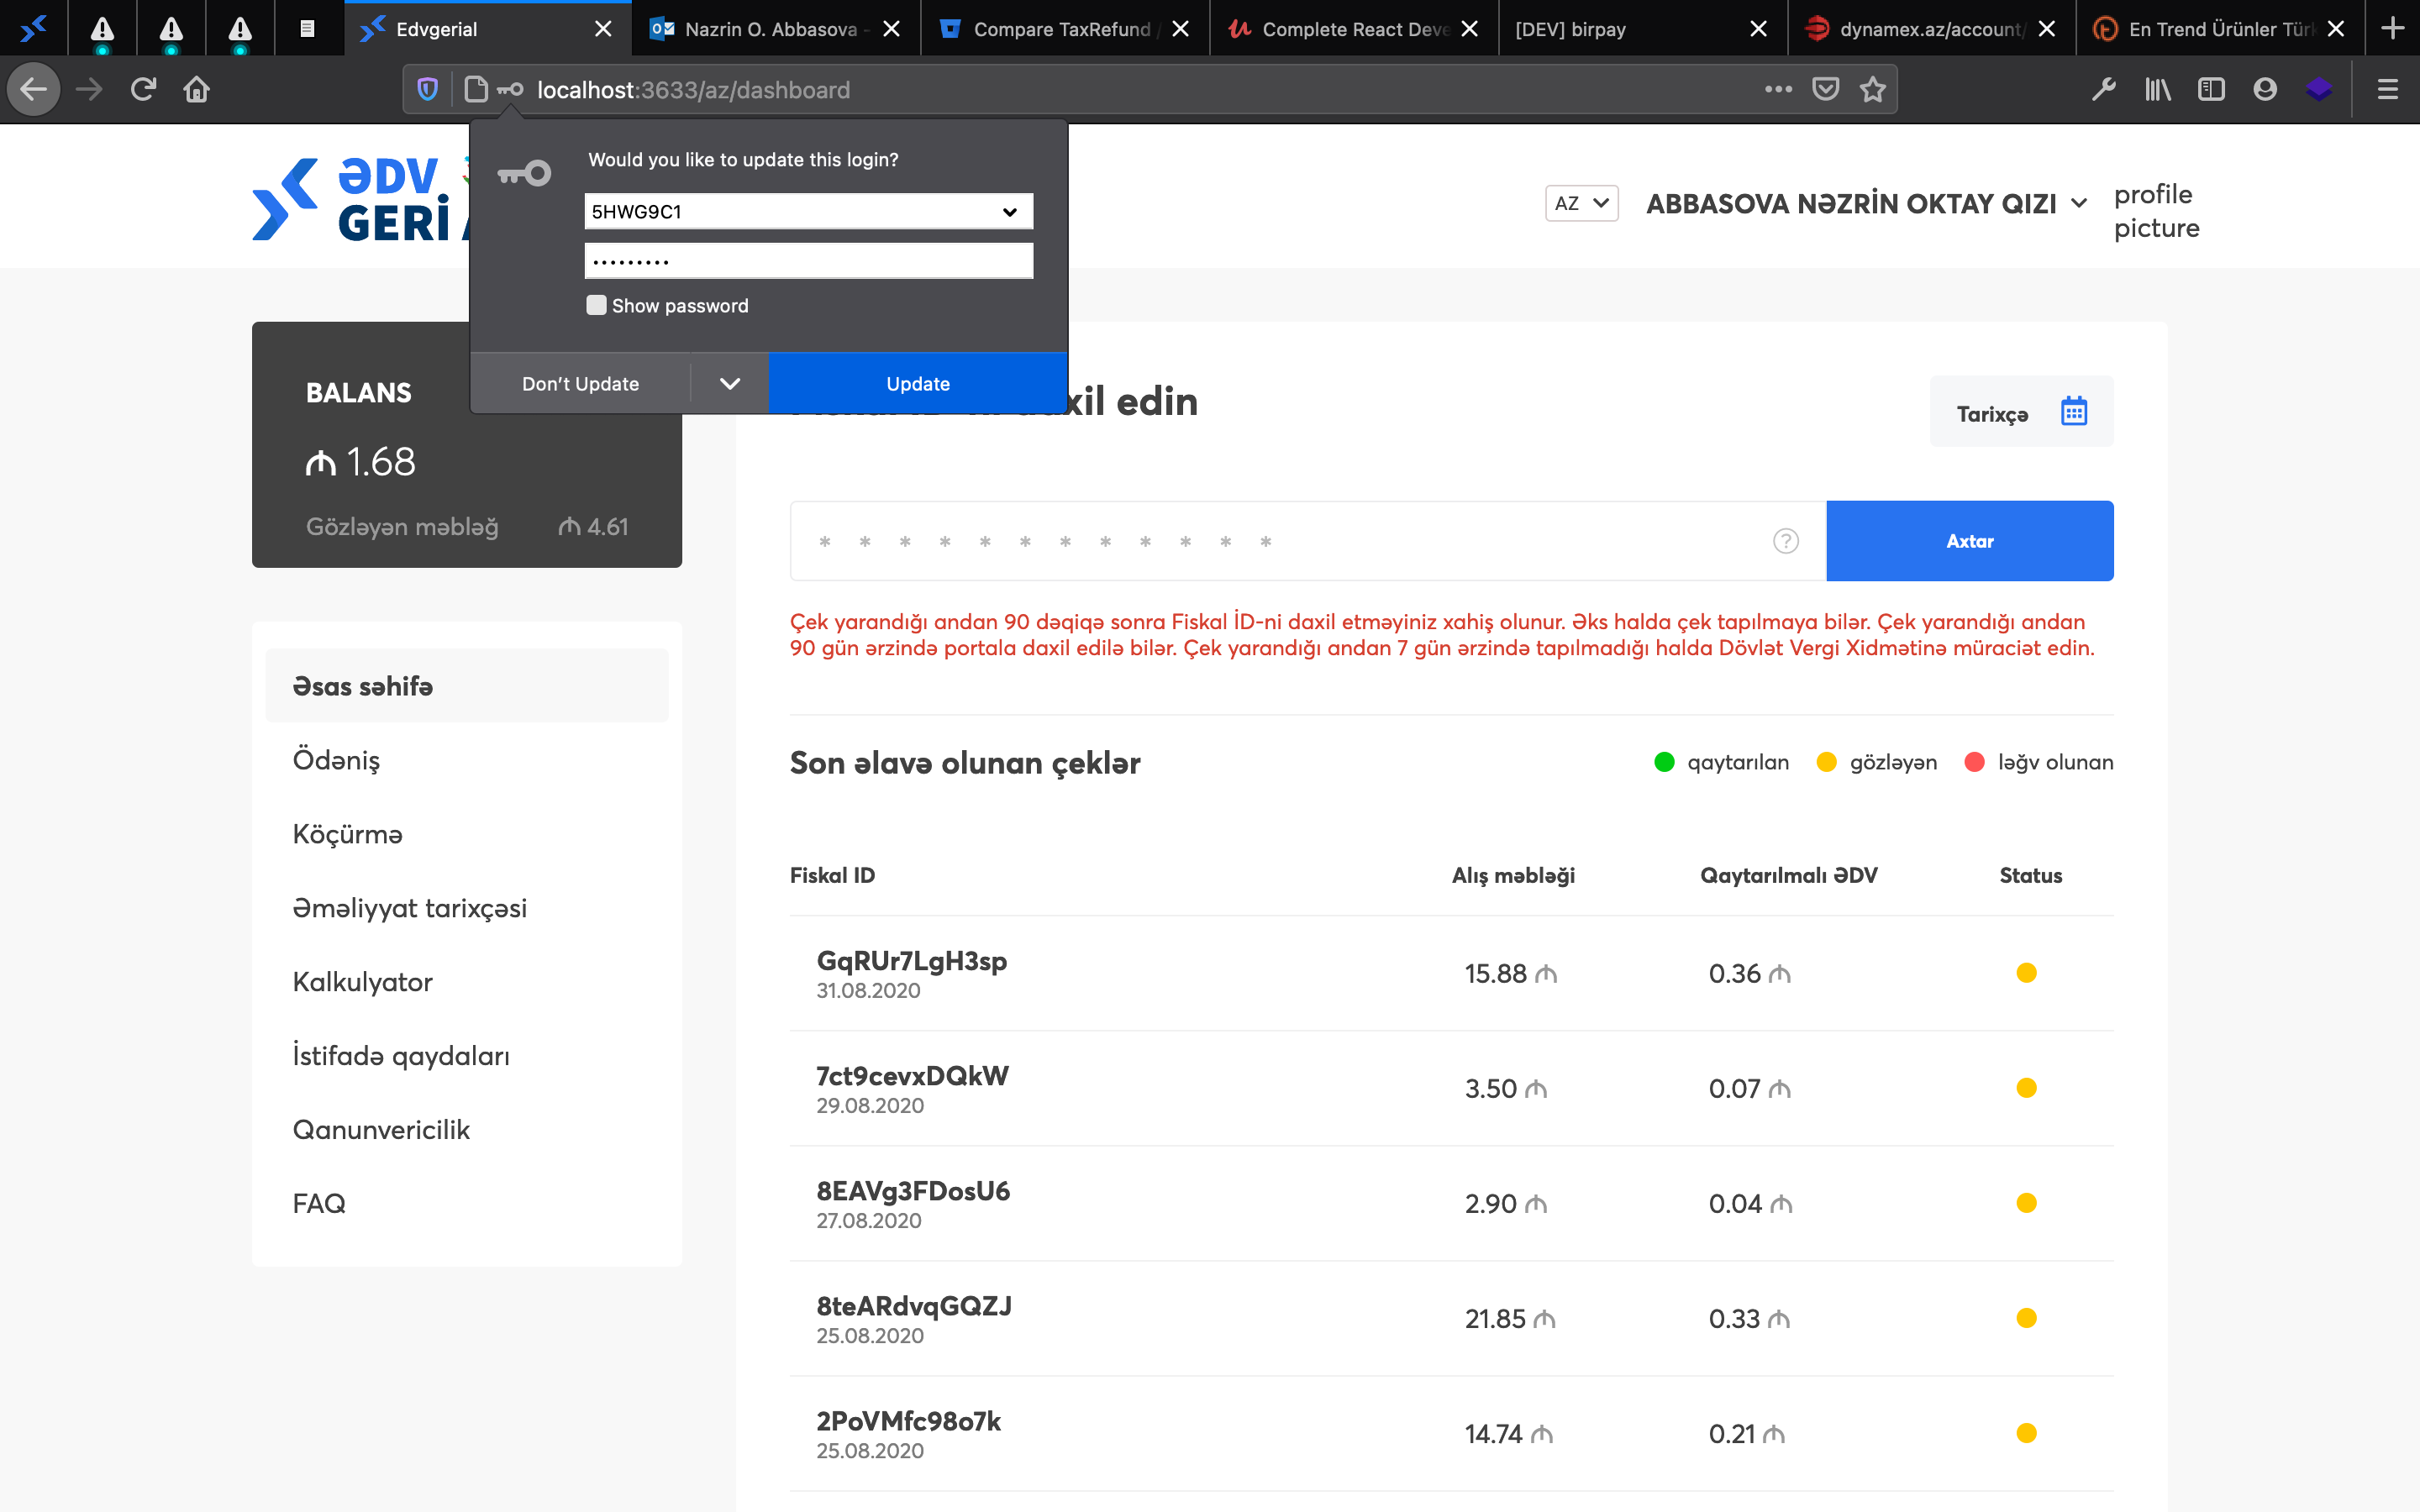 Edvgerial
Nazrin O. Abbasova -
Compare TaxRefund /
Complete React Deve
[DEV] birpay
dynamex.az/account/
En Trend Ürünler Türk
localhost:3633/az/dashboard
Would you like to update this login?
5HWG9C1
•••••••••
Show password
Don't Update
Update
ƏDV
GERİ
AZ
ABBASOVA NƏZRİN OKTAY QIZI
profile
picture
BALANS
₼ 1.68
Gözləyən məbləğ ₼ 4.61
Əsas səhifə
Ödəniş
Köçürmə
Əməliyyat tarixçəsi
Kalkulyator
İstifadə qaydaları
Qanunvericilik
FAQ
daxil edin
Tarixçə
* * * * * * * * * * * *
?
Axtar
Çek yarandığı andan 90 dəqiqə sonra Fiskal İD-ni daxil etməyiniz xahiş olunur. Əks halda çek tapılmaya bilər. Çek yarandığı andan
90 gün ərzində portala daxil edilə bilər. Çek yarandığı andan 7 gün ərzində tapılmadığı halda Dövlət Vergi Xidmətinə müraciət edin.
Son əlavə olunan çeklər
qaytarılan gözləyən ləğv olunan
Fiskal ID Alış məbləği Qaytarılmalı ƏDV Status
GqRUr7LgH3sp
31.08.2020
15.88 ₼ 0.36 ₼
7ct9cevxDQkW
29.08.2020
3.50 ₼ 0.07 ₼
8EAVg3FDosU6
27.08.2020
2.90 ₼ 0.04 ₼
8teARdvqGQZJ
25.08.2020
21.85 ₼ 0.33 ₼
2PoVMfc98o7k
25.08.2020
14.74 ₼ 0.21 ₼